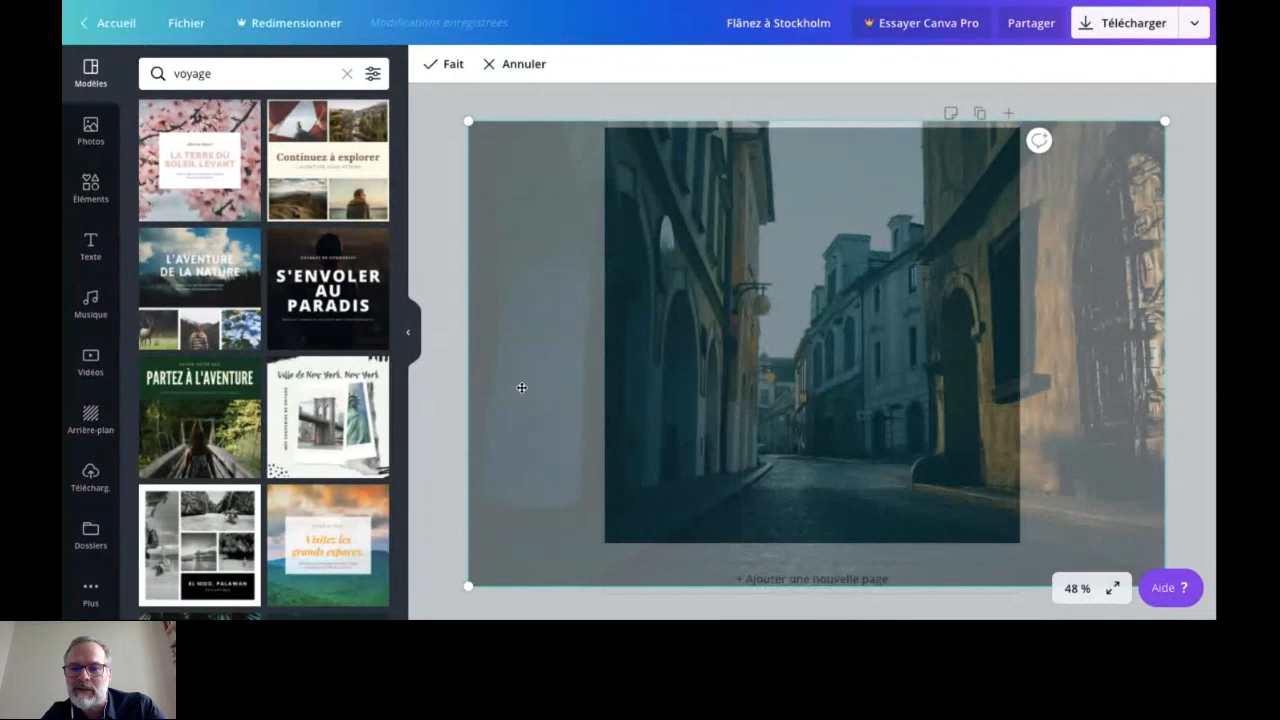 Accueil
Fichier
Redimensionner
Modifications enregistrées
Flânez à Stockholm
Essayer Canva Pro
Partager
Télécharger
Modèles
Photos
Éléments
Texte
Musique
Vidéos
Arrière-plan
Télécharg.
Dossiers
Plus
voyage
Fait
Annuler
LA TERRE DU
SOLEIL LEVANT
Continuez à explorer
L'AVENTURE
DE LA NATURE
S'ENVOLER
AU
PARADIS
PARTEZ À L'AVENTURE
Ville de New York, New York
EL NIDO, PALAWAN
Visitez les
grands espaces.
+ Ajouter une nouvelle page
48 %
Aide ?